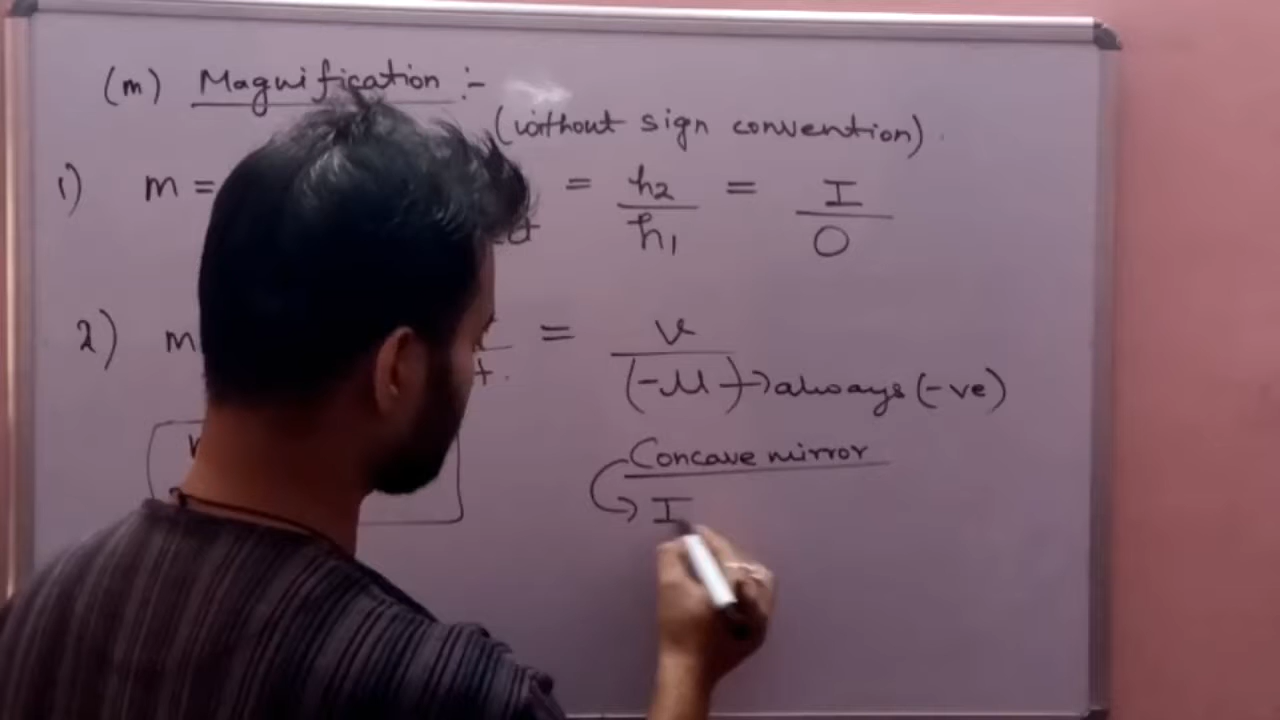 (m) Magnification :-
(without sign convention)
1) m = = h2/h1 = I/O
2) m = v/(-u) → always (-ve)
Concave mirror
→ I